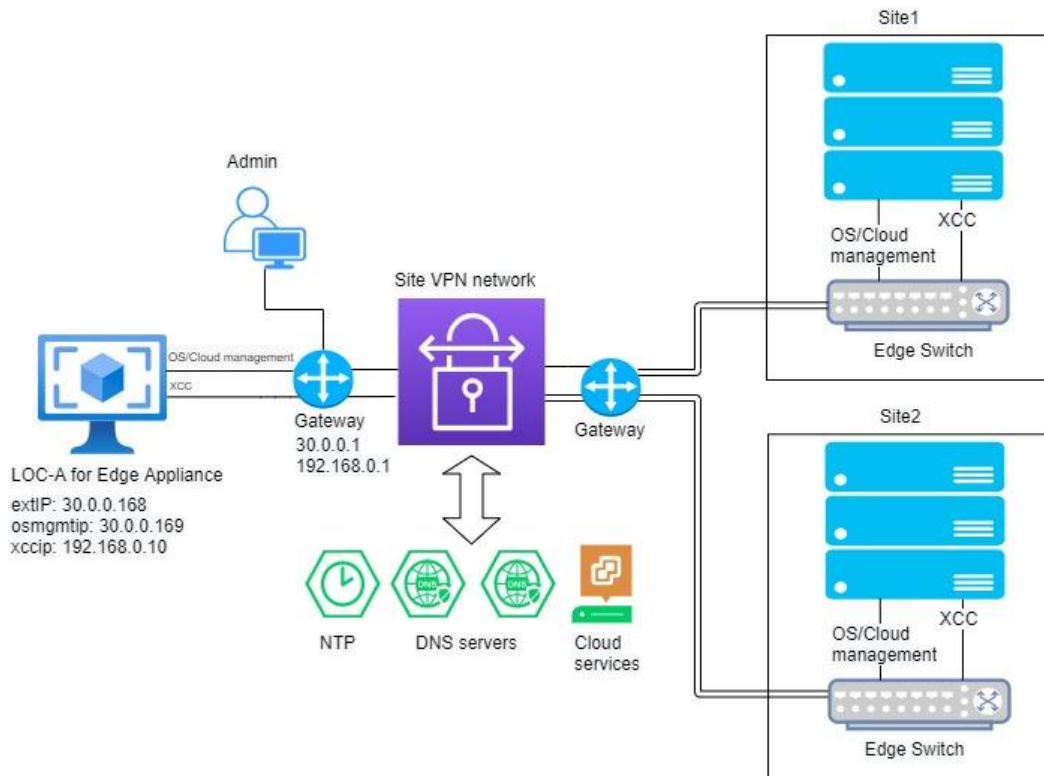 Site1
Admin
XCC
OS/Cloud
management
Site VPN network
Edge Switch
OS/Cloud management
XCC
Gateway
30.0.0.1
192.168.0.1
Gateway
Site2
LOC-A for Edge Appliance
extIP: 30.0.0.168
osmgmtip: 30.0.0.169
xccip: 192.168.0.10
DNS
DNS
NTP
DNS servers
Cloud
services
XCC
OS/Cloud
management
Edge Switch